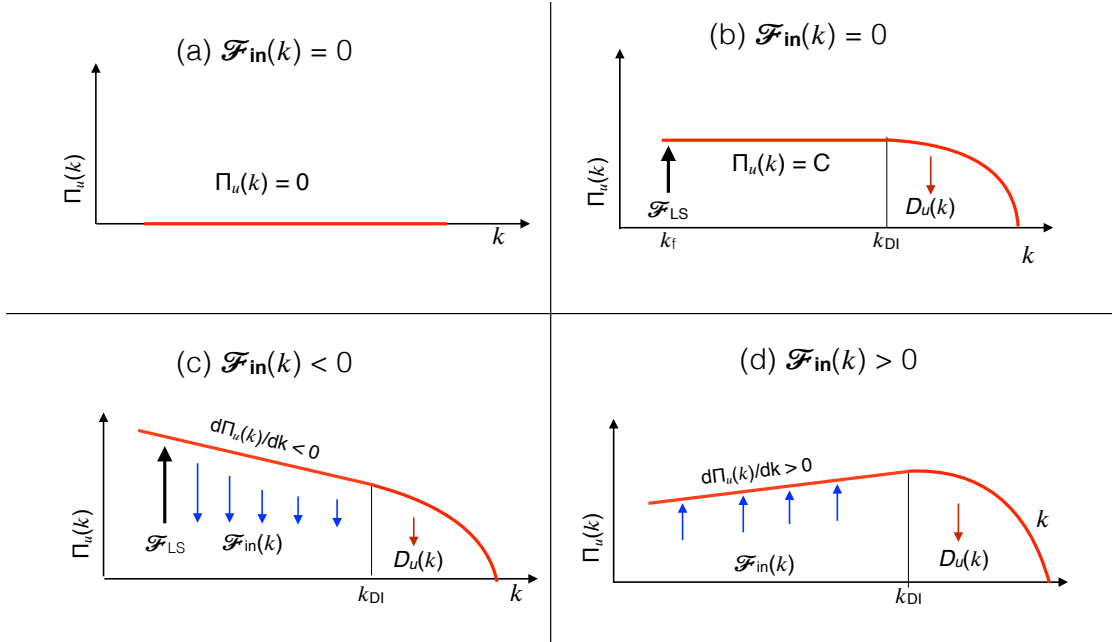 (a) 𝓕in(k) = 0
Πu(k)
Πu(k) = 0
k
(b) 𝓕in(k) = 0
Πu(k)
Πu(k) = C
𝓕LS
Du(k)
kf
kDI
k
(c) 𝓕in(k) < 0
dΠu(k)/dk < 0
Πu(k)
𝓕LS
𝓕in(k)
Du(k)
kDI
k
(d) 𝓕in(k) > 0
dΠu(k)/dk > 0
Πu(k)
k
𝓕in(k)
Du(k)
kDI